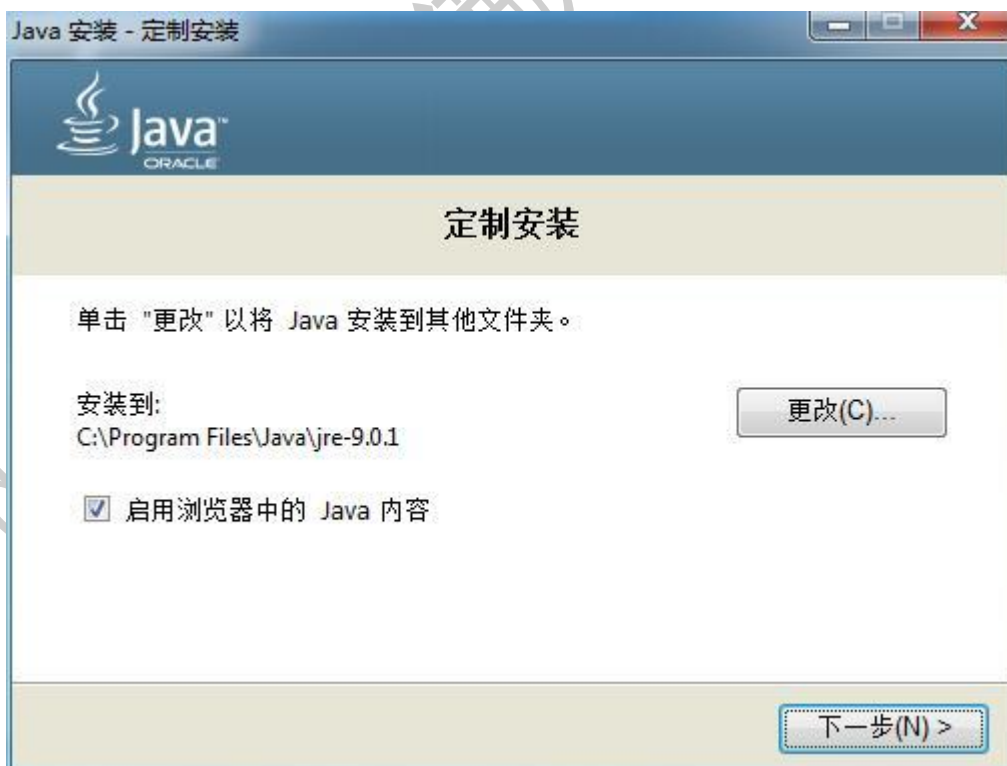 Java 安装 - 定制安装
Java™
ORACLE
定制安装
单击 "更改" 以将 Java 安装到其他文件夹。
安装到:
更改(C)...
C:\Program Files\Java\jre-9.0.1
启用浏览器中的 Java 内容
下一步(N) >